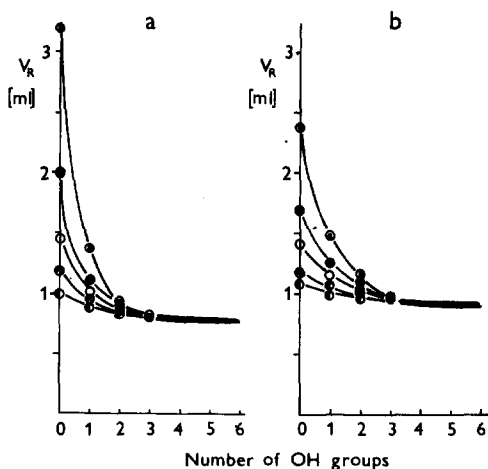 a b
3 3
V_R V_R
[ml] [ml]
2 2
1 1
0 1 2 3 4 5 6 0 1 2 3 4 5 6
Number of OH groups